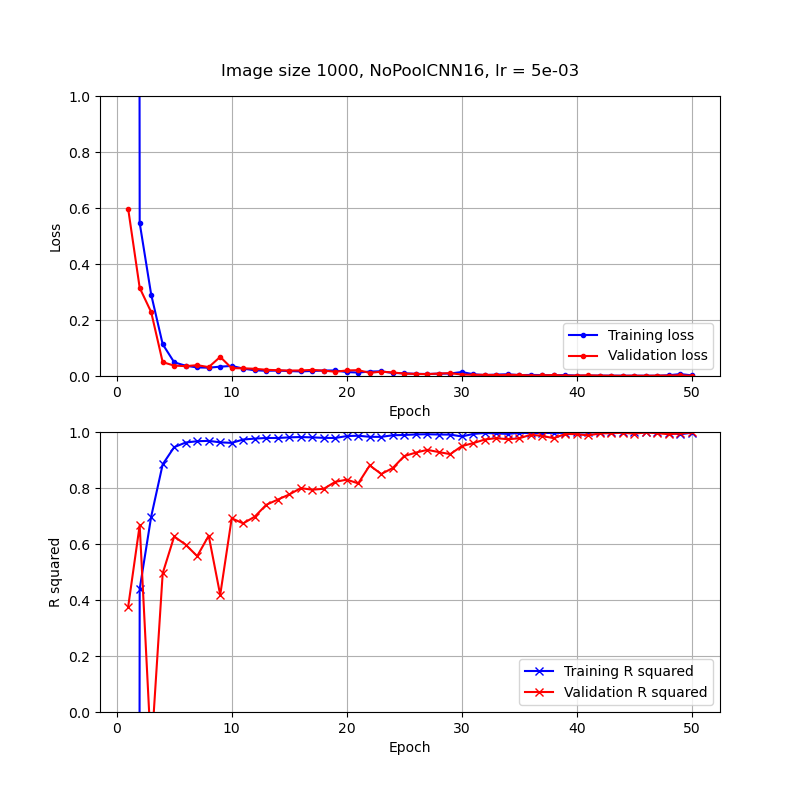 Image size 1000, NoPoolCNN16, lr = 5e-03
1.0
0.8
0.6
0.4
0.2
0.0
Loss
Training loss
Validation loss
0 10 20 30 40 50
Epoch
1.0
0.8
0.6
0.4
0.2
0.0
R squared
Training R squared
Validation R squared
0 10 20 30 40 50
Epoch